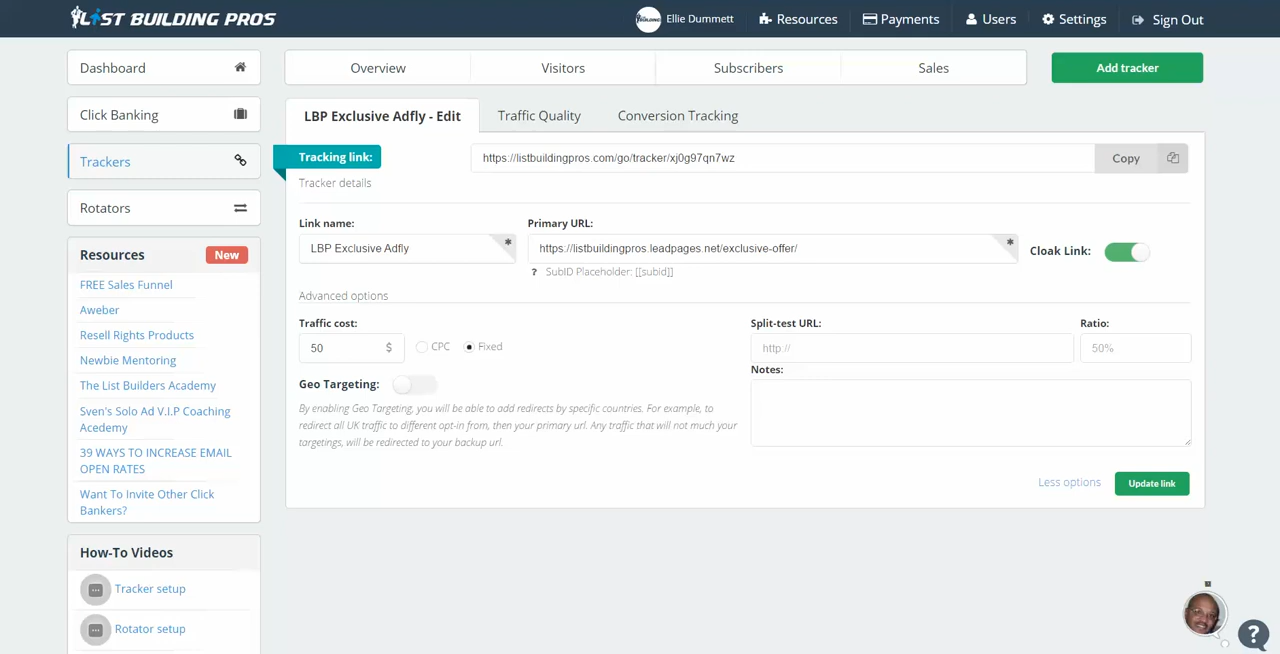 LIST BUILDING PROS
Ellie Dummett
Resources
Payments
Users
Settings
Sign Out
Dashboard
Click Banking
Trackers
Rotators
Resources
New
FREE Sales Funnel
Aweber
Resell Rights Products
Newbie Mentoring
The List Builders Academy
Sven's Solo Ad V.I.P Coaching
Acedemy
39 WAYS TO INCREASE EMAIL
OPEN RATES
Want To Invite Other Click
Bankers?
How-To Videos
Tracker setup
Rotator setup
Overview
Visitors
Subscribers
Sales
Add tracker
LBP Exclusive Adfly - Edit
Traffic Quality
Conversion Tracking
Tracking link:
https://listbuildingpros.com/go/tracker/xj0g97qn7wz
Copy
Tracker details
Link name:
Primary URL:
LBP Exclusive Adfly
*
https://listbuildingpros.leadpages.net/exclusive-offer/
*
Cloak Link:
? SubID Placeholder: [[subid]]
Advanced options
Traffic cost:
50 $
CPC
Fixed
Split-test URL:
Ratio:
http://
50%
Geo Targeting:
By enabling Geo Targeting, you will be able to add redirects by specific countries. For example, to
redirect all UK traffic to different opt-in from, then your primary url. Any traffic that will not much your
targetings, will be redirected to your backup url.
Notes:
Less options
Update link
?